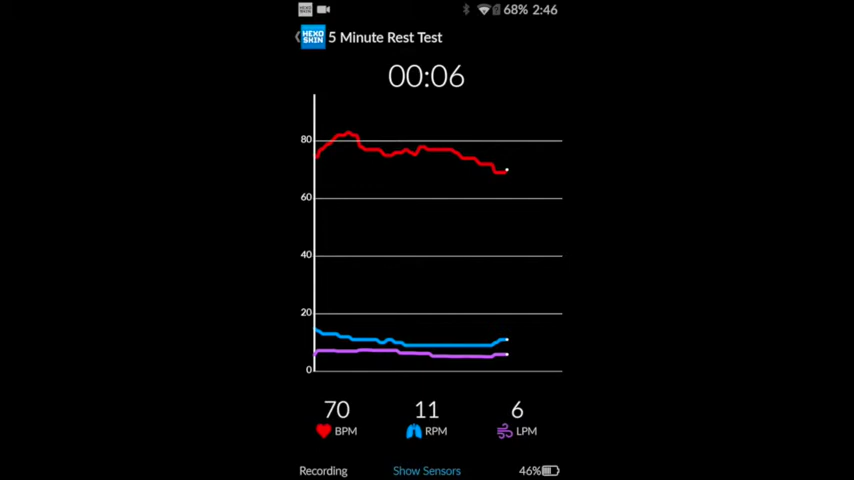 68% 2:46
HEXO
SKIN
5 Minute Rest Test
00:06
80
60
40
20
0
70 11 6
BPM RPM LPM
Recording Show Sensors 46%